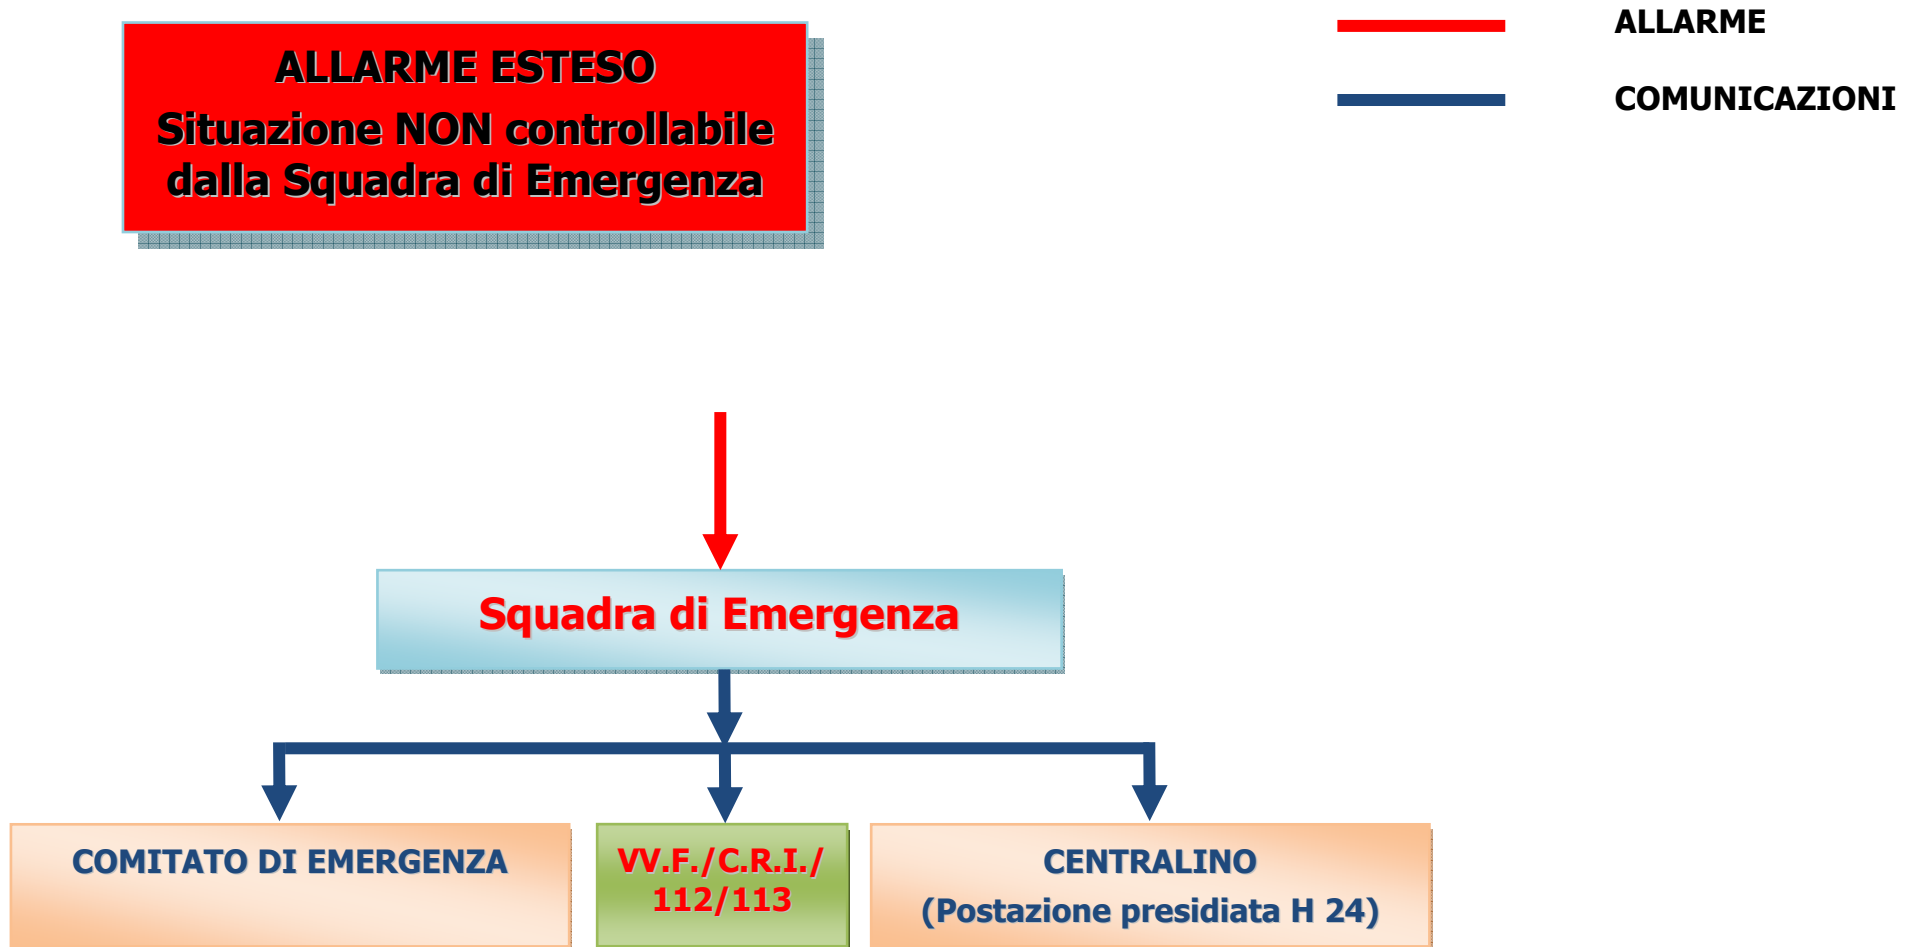 ALLARME ESTESO
Situazione NON controllabile
dalla Squadra di Emergenza
ALLARME
COMUNICAZIONI
Squadra di Emergenza
COMITATO DI EMERGENZA
VV.F./C.R.I./
112/113
CENTRALINO
(Postazione presidiata H 24)